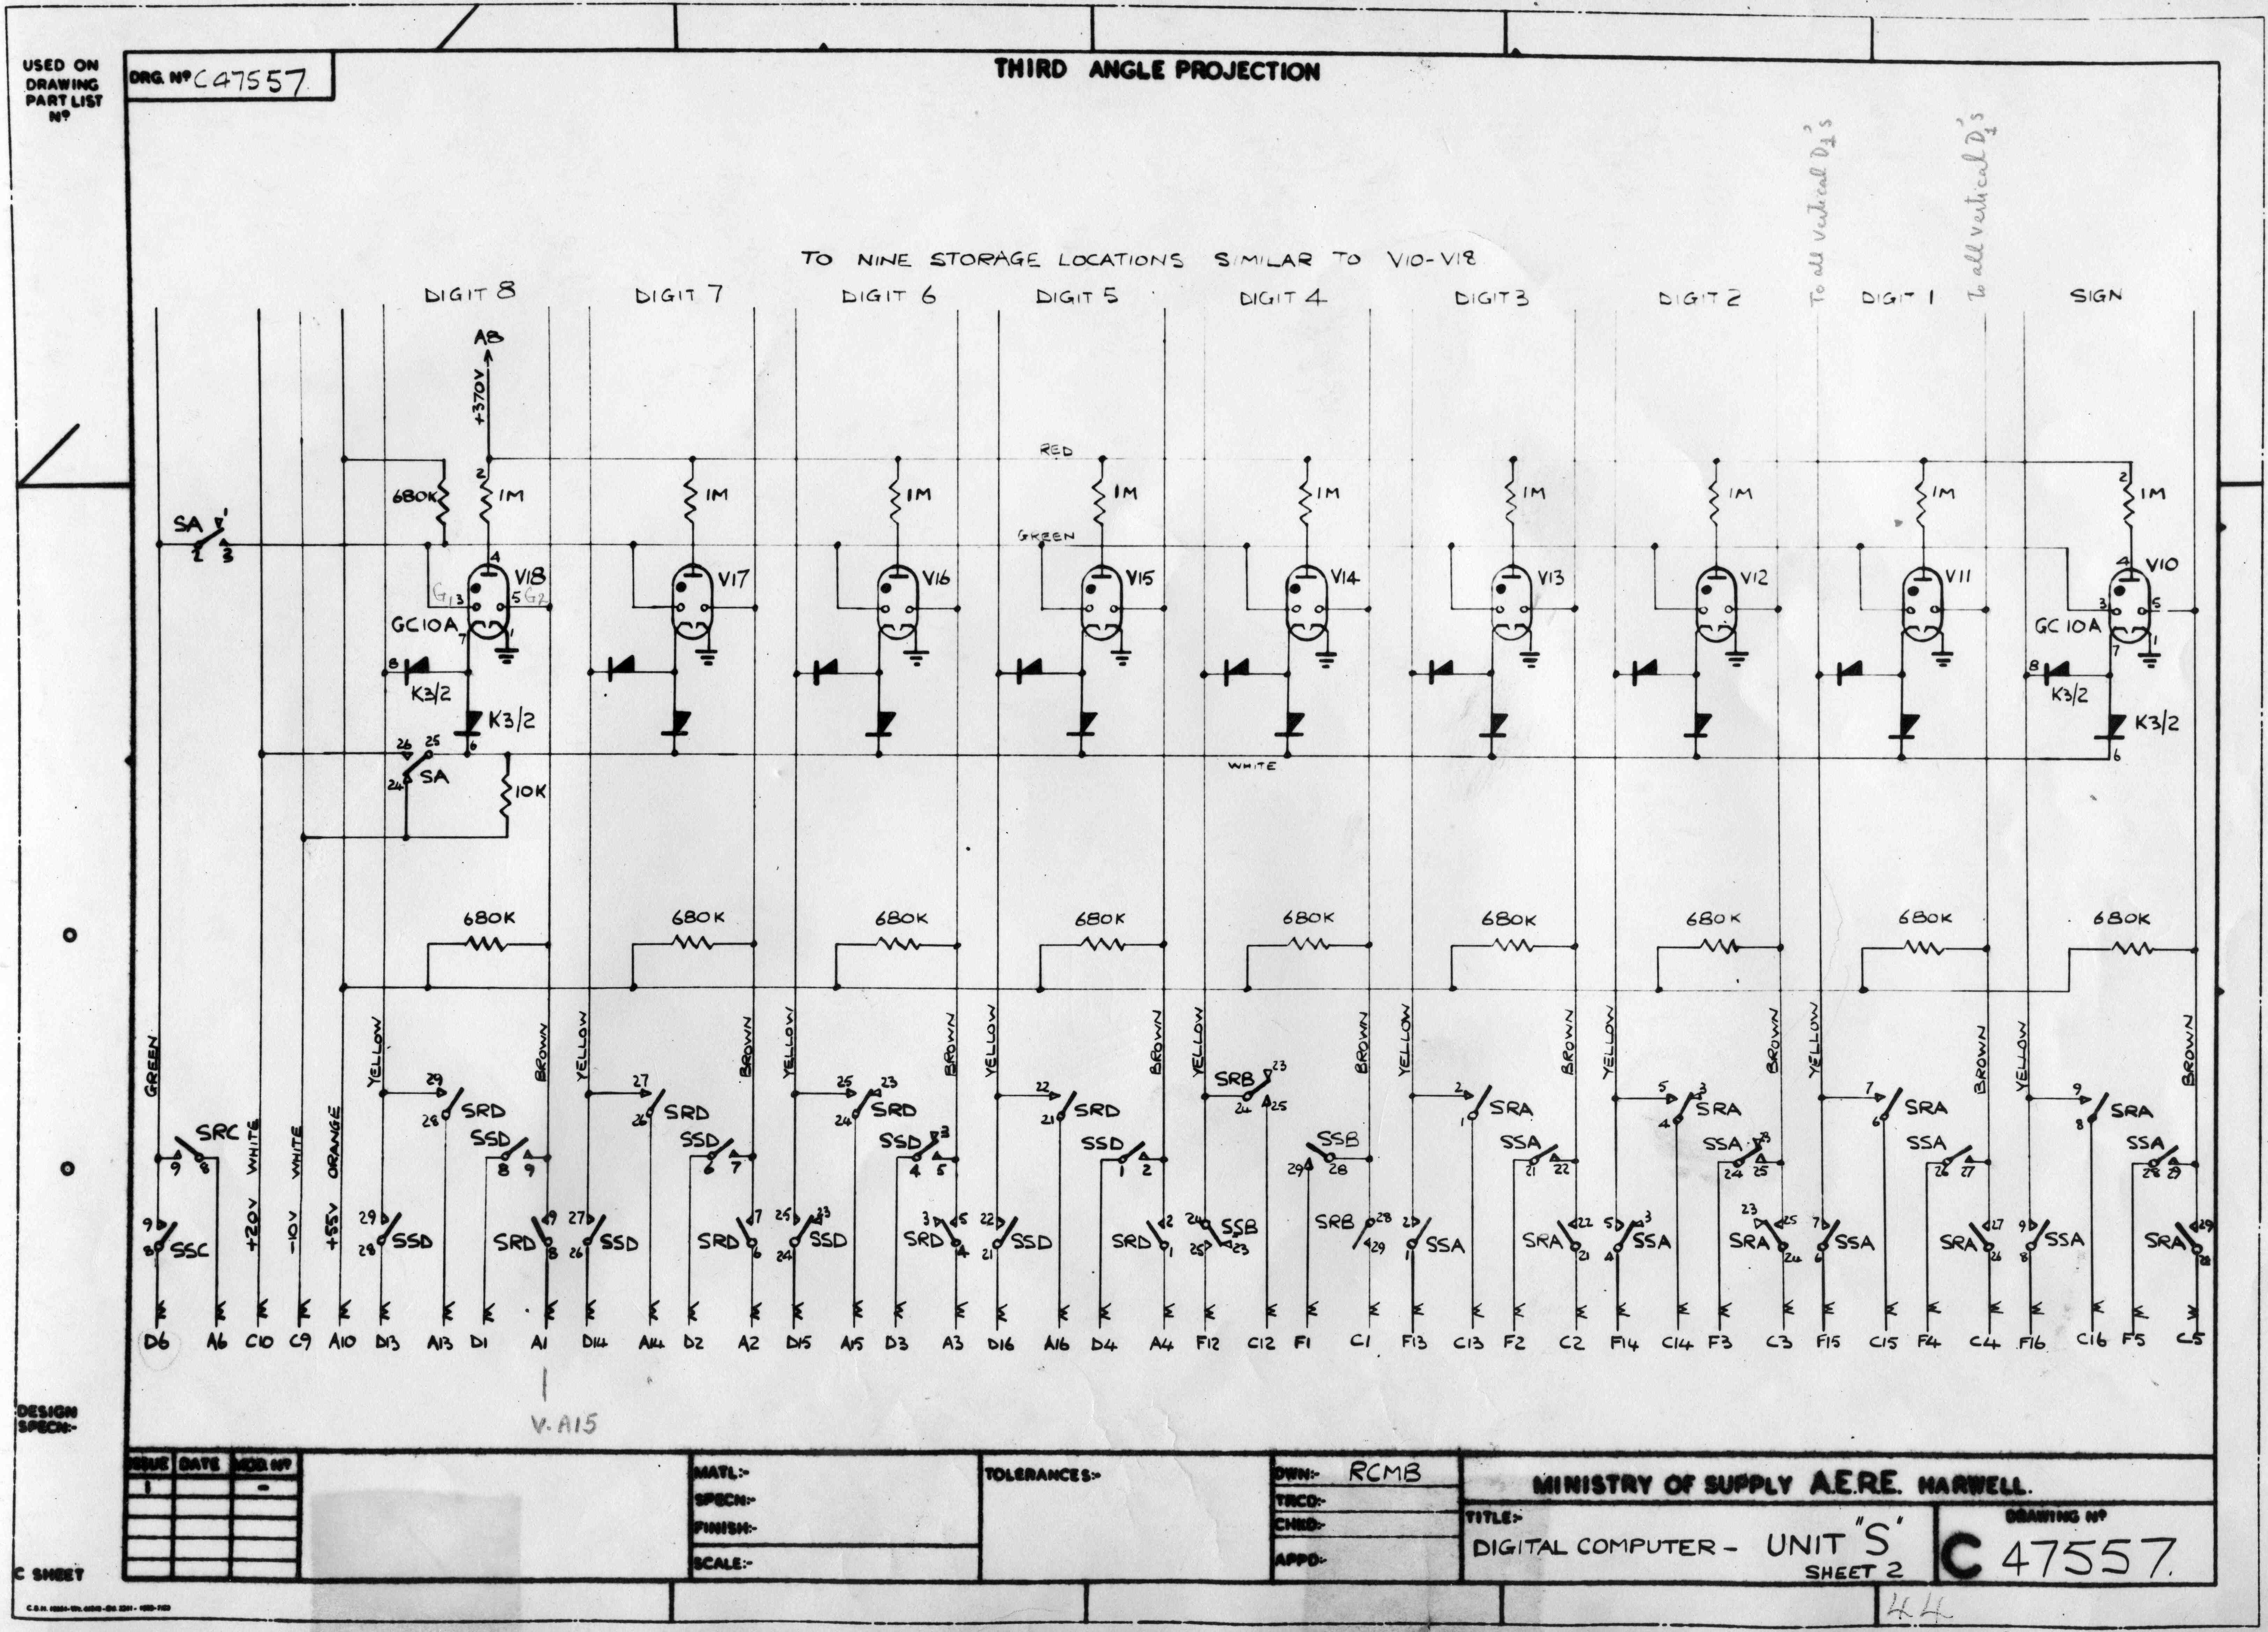 USED ON
DRAWING
PART LIST
Nº
DRG. Nº C47557.
THIRD ANGLE PROJECTION
To all vertical D1's
To all vertical D1's
TO NINE STORAGE LOCATIONS SIMILAR TO V10-V18
DIGIT 8 DIGIT 7 DIGIT 6 DIGIT 5 DIGIT 4 DIGIT 3 DIGIT 2 DIGIT 1 SIGN
A8
+370V
RED
2 2
680K 1M 1M 1M 1M 1M 1M 1M 1M 1M
SA 1
2 3
GREEN
4 V18 V17 V16 V15 V14 V13 V12 V11 4 V10
G1 3 5 G2 3 5
GC10A 7 1 GC10A 7 1
8 K3/2 8 K3/2
K3/2 K3/2
26 25 6 6
24 SA
WHITE
10K
680K 680K 680K 680K 680K 680K 680K 680K 680K
GREEN +20V WHITE -10V WHITE +55V ORANGE YELLOW BROWN YELLOW BROWN YELLOW BROWN YELLOW BROWN YELLOW BROWN YELLOW BROWN YELLOW BROWN YELLOW BROWN YELLOW BROWN
29 27 25 23 22 SRB 23 2 5 3 7 9
28 SRD 26 SRD 24 SRD 21 SRD 24 25 1 SRA 4 SRA 6 SRA 8 SRA
SRC SSD SSD SSD 3 SSD SSB SSA SSA 23 SSA SSA
9 8 8 9 6 7 4 5 1 2 29 28 21 22 24 25 26 27 28 29
9 29 9 27 7 25 23 3 5 22 2 24 SSB SRB 28 2 22 5 3 23 25 7 27 9 29
8 SSC 28 SSD SRD 8 26 SSD SRD 6 24 SSD SRD 4 21 SSD SRD 1 25 23 29 1 SSA SRA 21 4 SSA SRA 24 6 SSA SRA 26 8 SSA SRA 28
D6 A6 C10 C9 A10 D13 A13 D1 A1 D14 A14 D2 A2 D15 A15 D3 A3 D16 A16 D4 A4 F12 C12 F1 C1 F13 C13 F2 C2 F14 C14 F3 C3 F15 C15 F4 C4 F16 C16 F5 C5
V. A15
DESIGN
SPECN:-
ISSUE DATE MOD. Nº
1 -
MATL:-
SPECN:-
FINISH:-
SCALE:-
TOLERANCES:-
DWN:- RCMB
TRCD:-
CHKD:-
APPD:-
MINISTRY OF SUPPLY A.E.R.E. HARWELL.
TITLE:-
DIGITAL COMPUTER - UNIT "S"
SHEET 2
DRAWING Nº
C 47557.
C SHEET
44